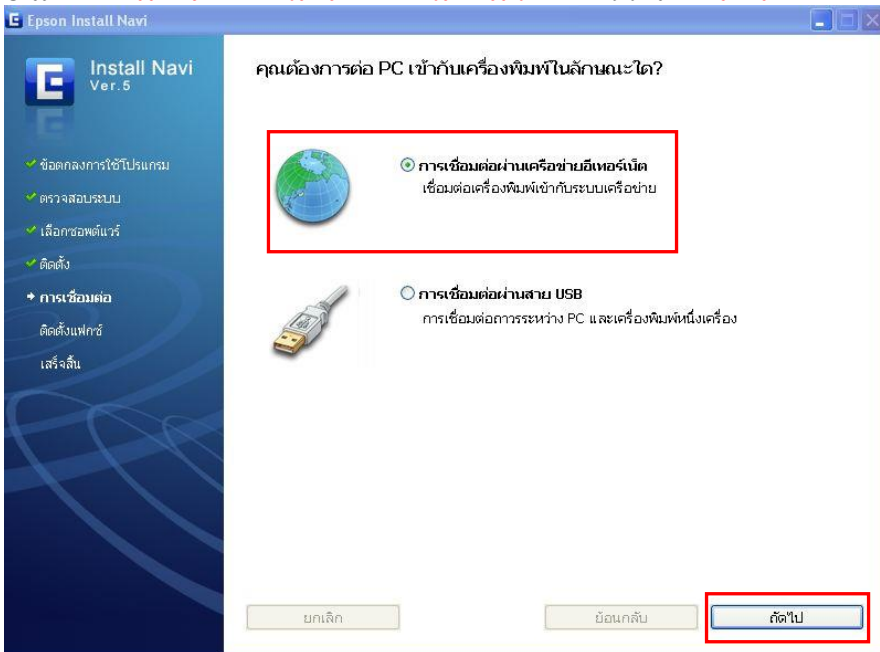 Epson Install Navi
Install Navi
Ver.5
คุณต้องการต่อ PC เข้ากับเครื่องพิมพ์ในลักษณะใด?
✔ ข้อตกลงการใช้โปรแกรม
✔ ตรวจสอบระบบ
✔ เลือกซอฟต์แวร์
✔ ติดตั้ง
การเชื่อมต่อ
ติดตั้งแฟกซ์
เสร็จสิ้น
การเชื่อมต่อผ่านเครือข่ายอีเทอร์เน็ต
เชื่อมต่อเครื่องพิมพ์เข้ากับระบบเครือข่าย
การเชื่อมต่อผ่านสาย USB
การเชื่อมต่อถาวรระหว่าง PC และเครื่องพิมพ์หนึ่งเครื่อง
ยกเลิก
ย้อนกลับ
ถัดไป